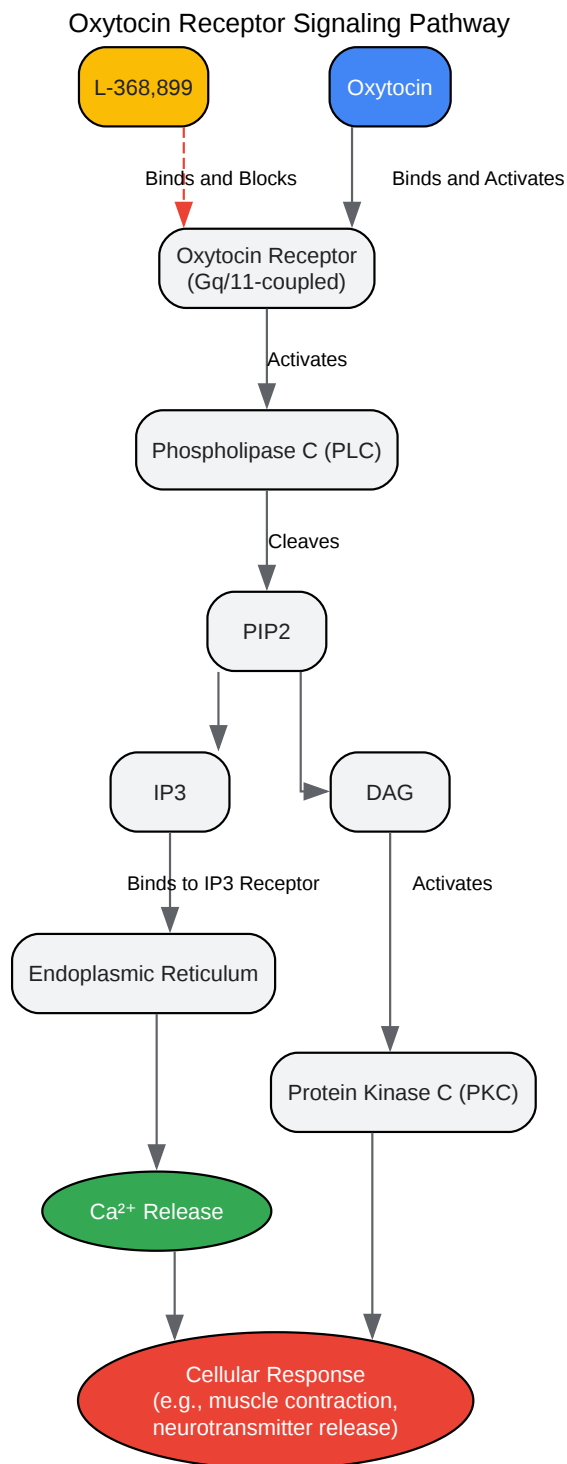 Oxytocin Receptor Signaling Pathway
L-368,899
Oxytocin
Binds and Blocks
Binds and Activates
Oxytocin Receptor
(Gq/11-coupled)
Activates
Phospholipase C (PLC)
Cleaves
PIP2
IP3
DAG
Binds to IP3 Receptor
Activates
Endoplasmic Reticulum
Protein Kinase C (PKC)
Ca²⁺ Release
Cellular Response
(e.g., muscle contraction,
neurotransmitter release)